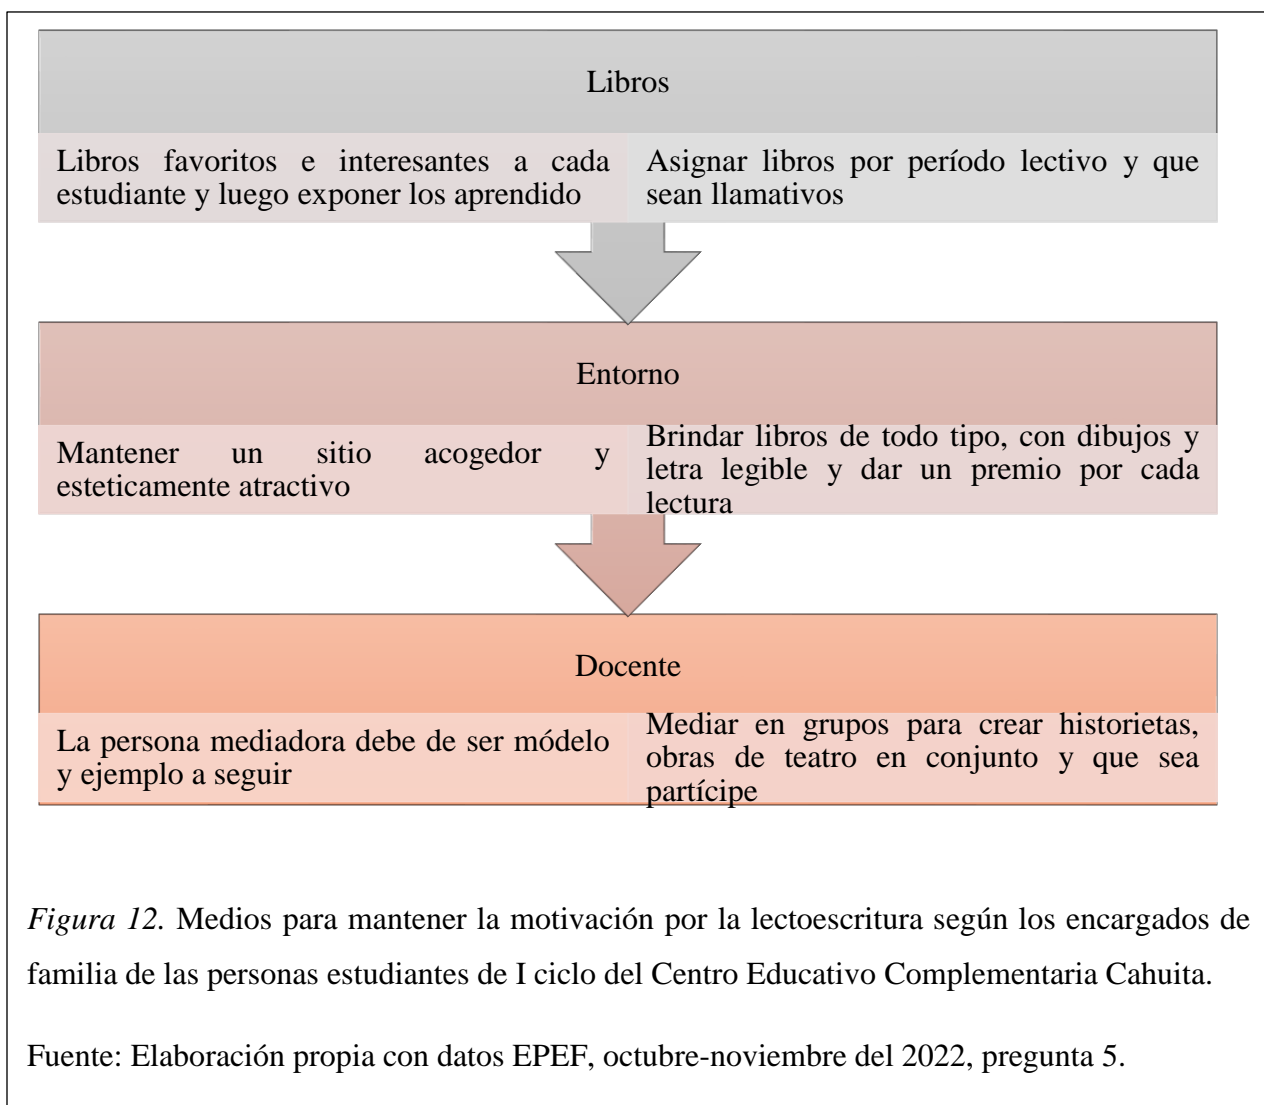 Libros
Libros favoritos e interesantes a cada
estudiante y luego exponer los aprendido
Asignar libros por período lectivo y que
sean llamativos
Entorno
Mantener un sitio acogedor y
esteticamente atractivo
Brindar libros de todo tipo, con dibujos y
letra legible y dar un premio por cada
lectura
Docente
La persona mediadora debe de ser módelo
y ejemplo a seguir
Mediar en grupos para crear historietas,
obras de teatro en conjunto y que sea
partícipe
Figura 12. Medios para mantener la motivación por la lectoescritura según los encargados de
familia de las personas estudiantes de I ciclo del Centro Educativo Complementaria Cahuita.
Fuente: Elaboración propia con datos EPEF, octubre-noviembre del 2022, pregunta 5.